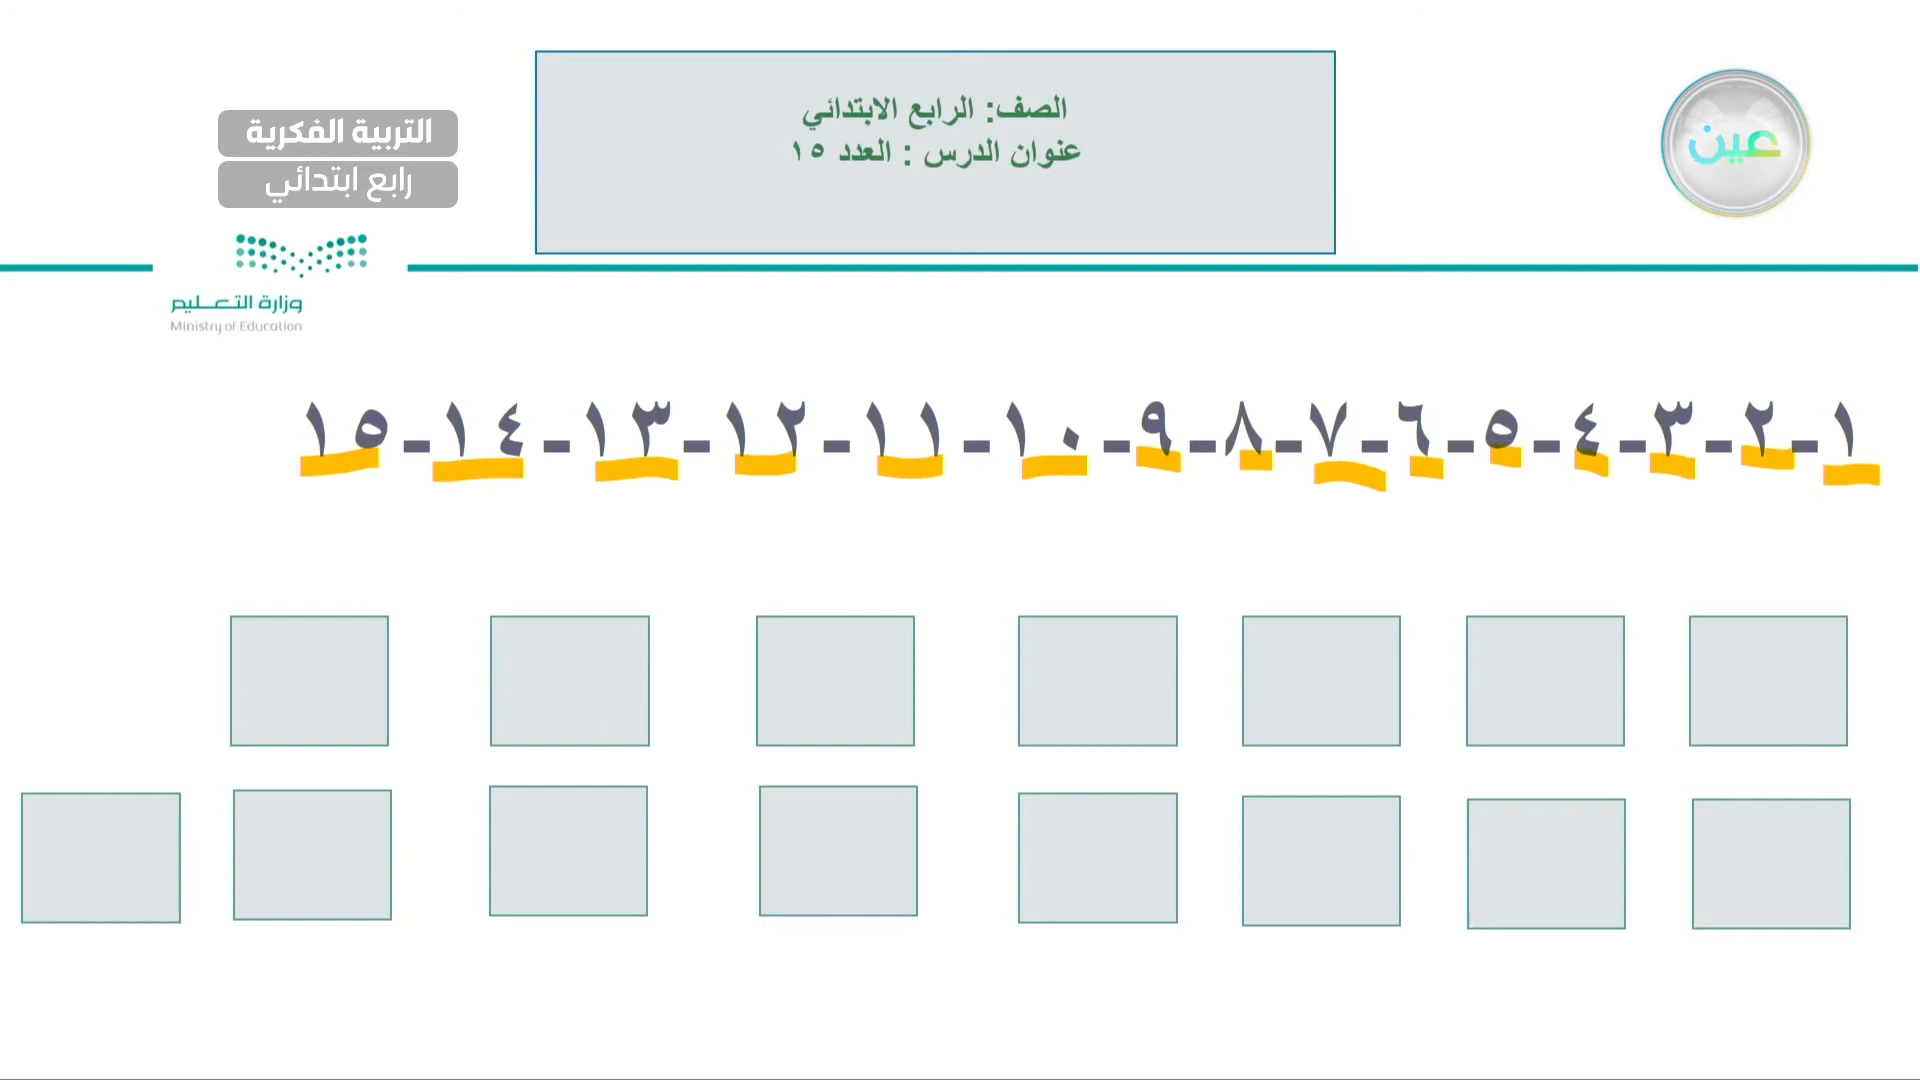 الصف: الرابع الابتدائي
عنوان الدرس : العدد ١٥
عين
التربية الفكرية
رابع ابتدائي
وزارة التعليم
Ministry of Education
١-٢-٣-٤-٥-٦-٧-٨-٩-١٠-١١-١٢-١٣-١٤-١٥